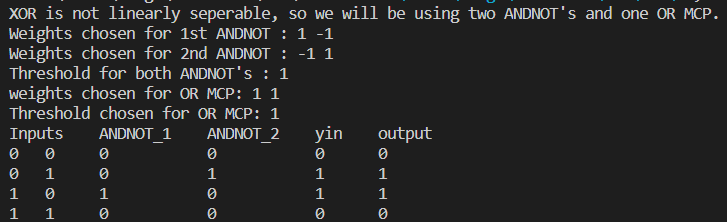 XOR is not linearly seperable, so we will be using two ANDNOT's and one OR MCP.
Weights chosen for 1st ANDNOT : 1 -1
Weights chosen for 2nd ANDNOT : -1 1
Threshold for both ANDNOT's : 1
weights chosen for OR MCP: 1 1
Threshold chosen for OR MCP: 1
Inputs ANDNOT_1 ANDNOT_2 yin output
0 0 0 0 0 0
0 1 0 1 1 1
1 0 1 0 1 1
1 1 0 0 0 0